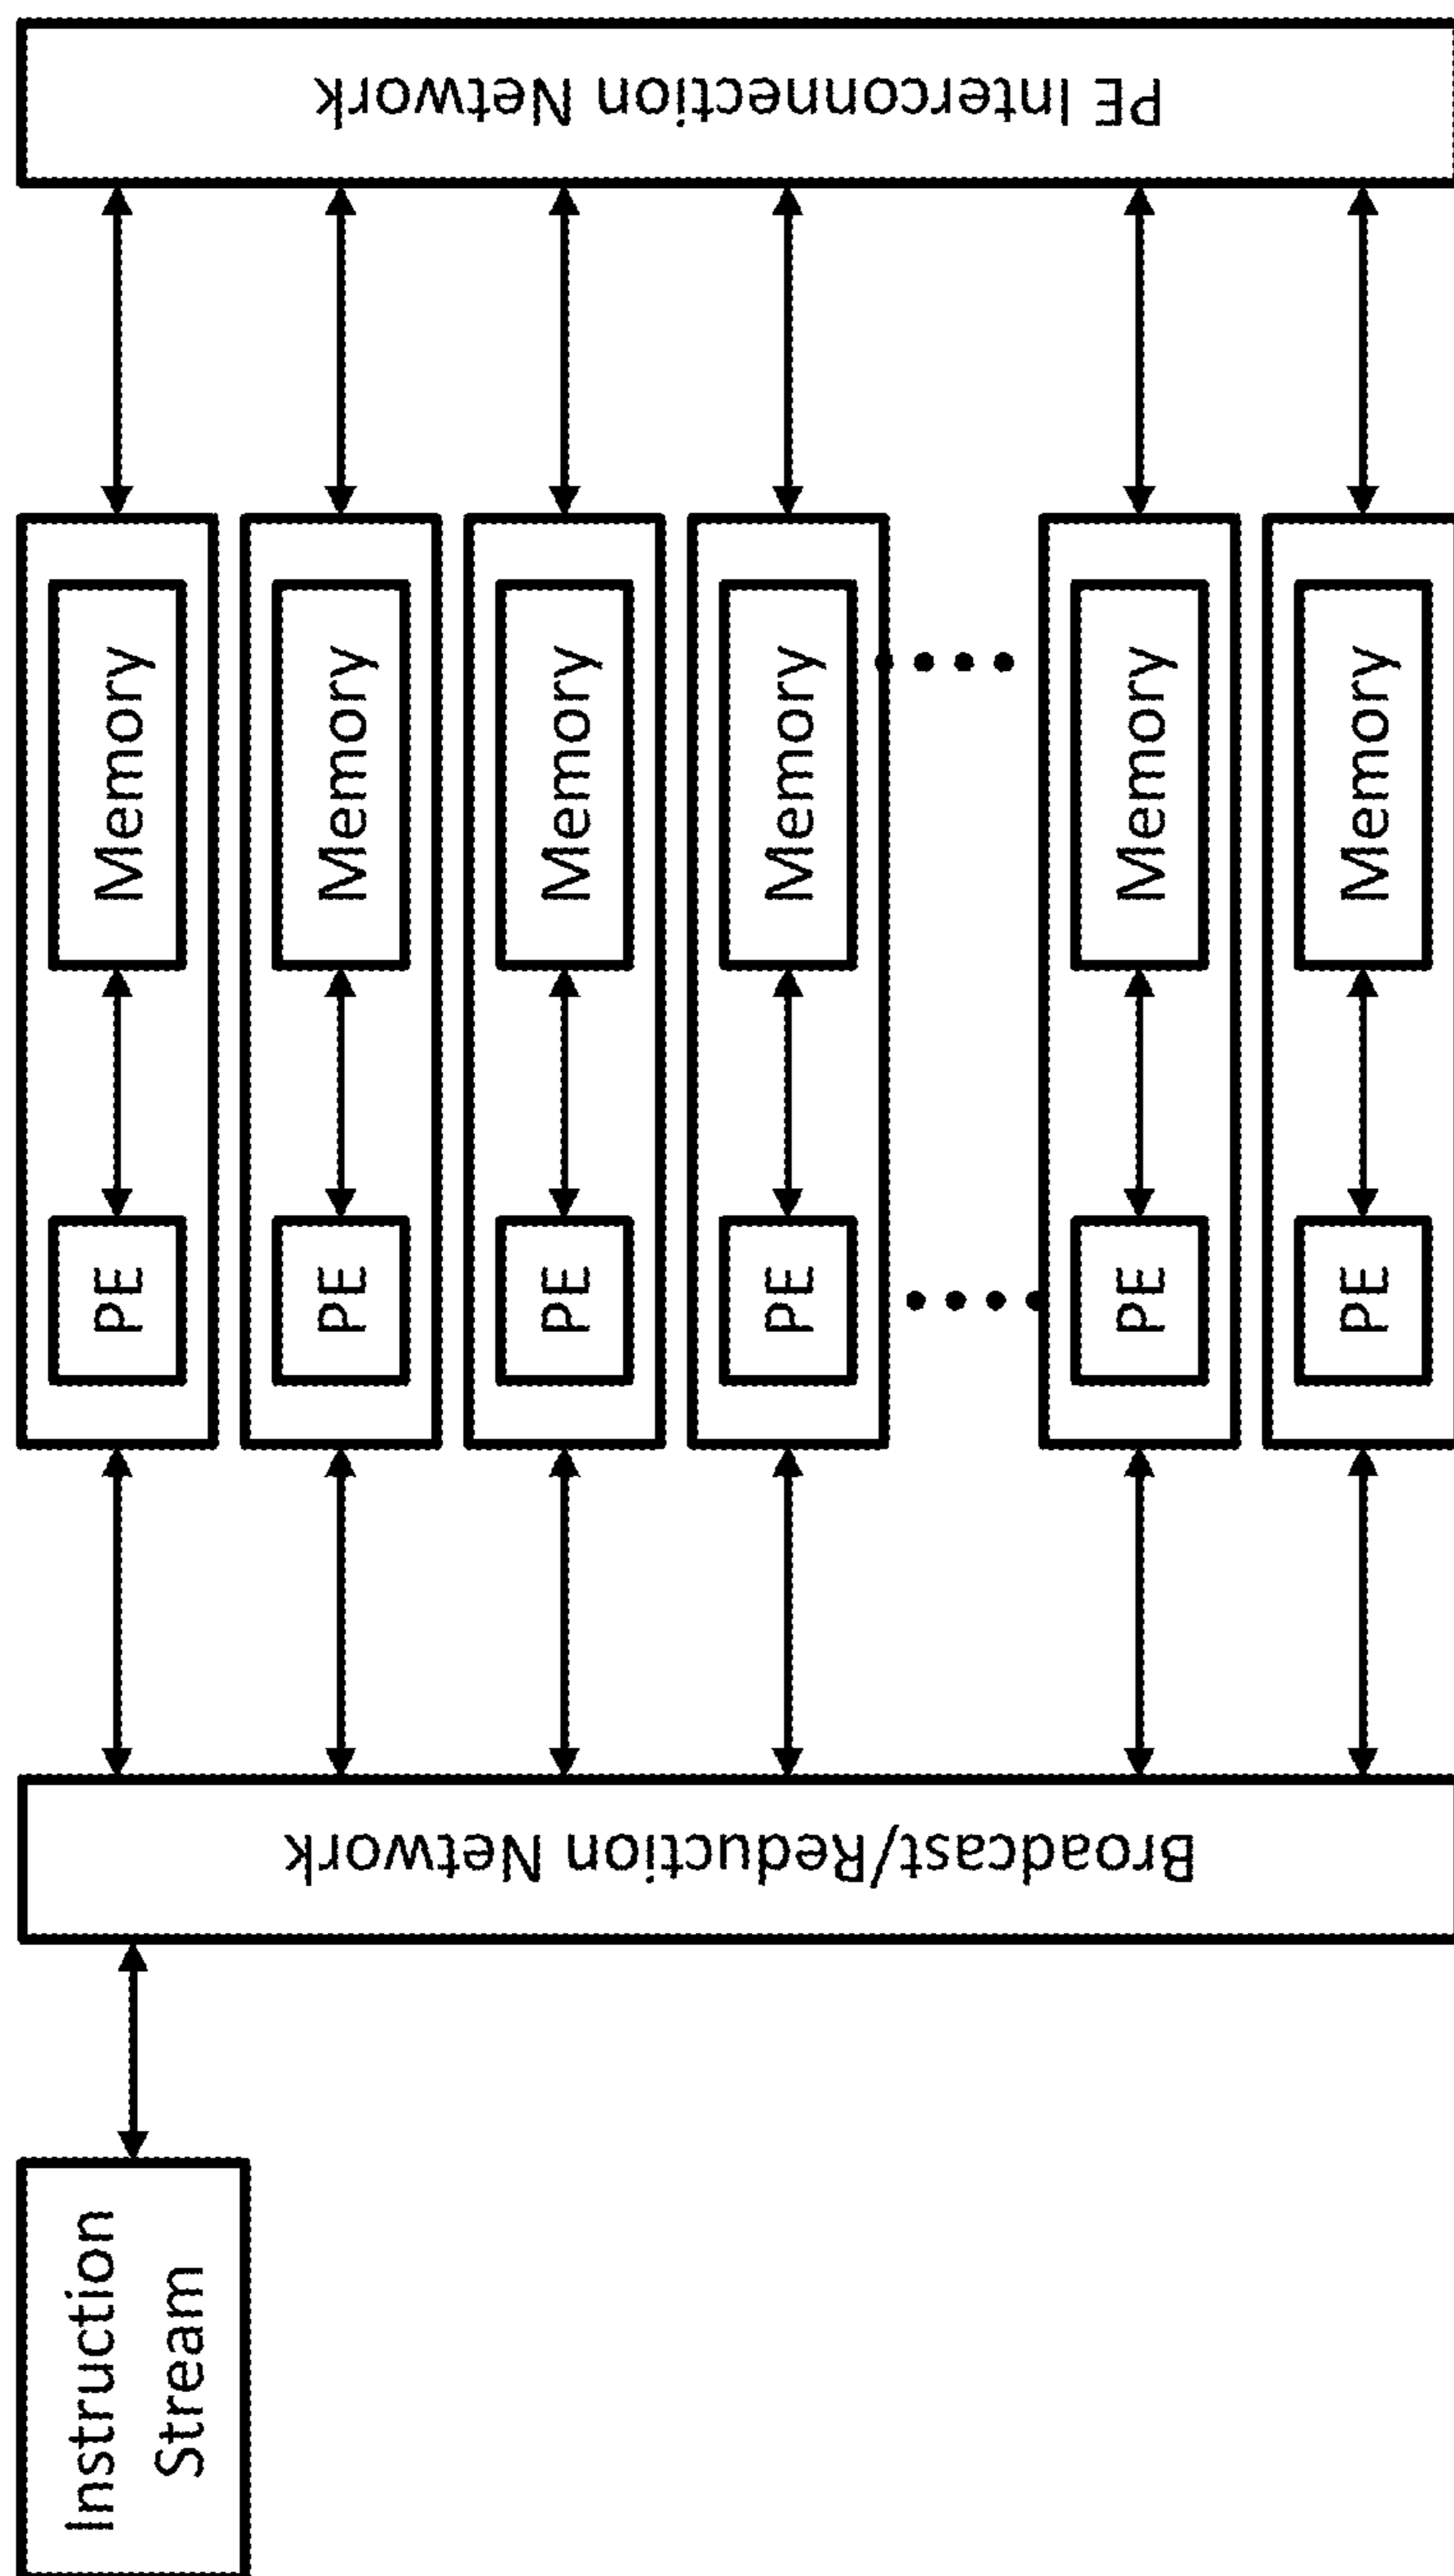 Instruction
Stream
Broadcast/Reduction Network
PE
Memory
PE
Memory
PE
Memory
PE
Memory
PE
Memory
PE
Memory
PE Interconnection Network